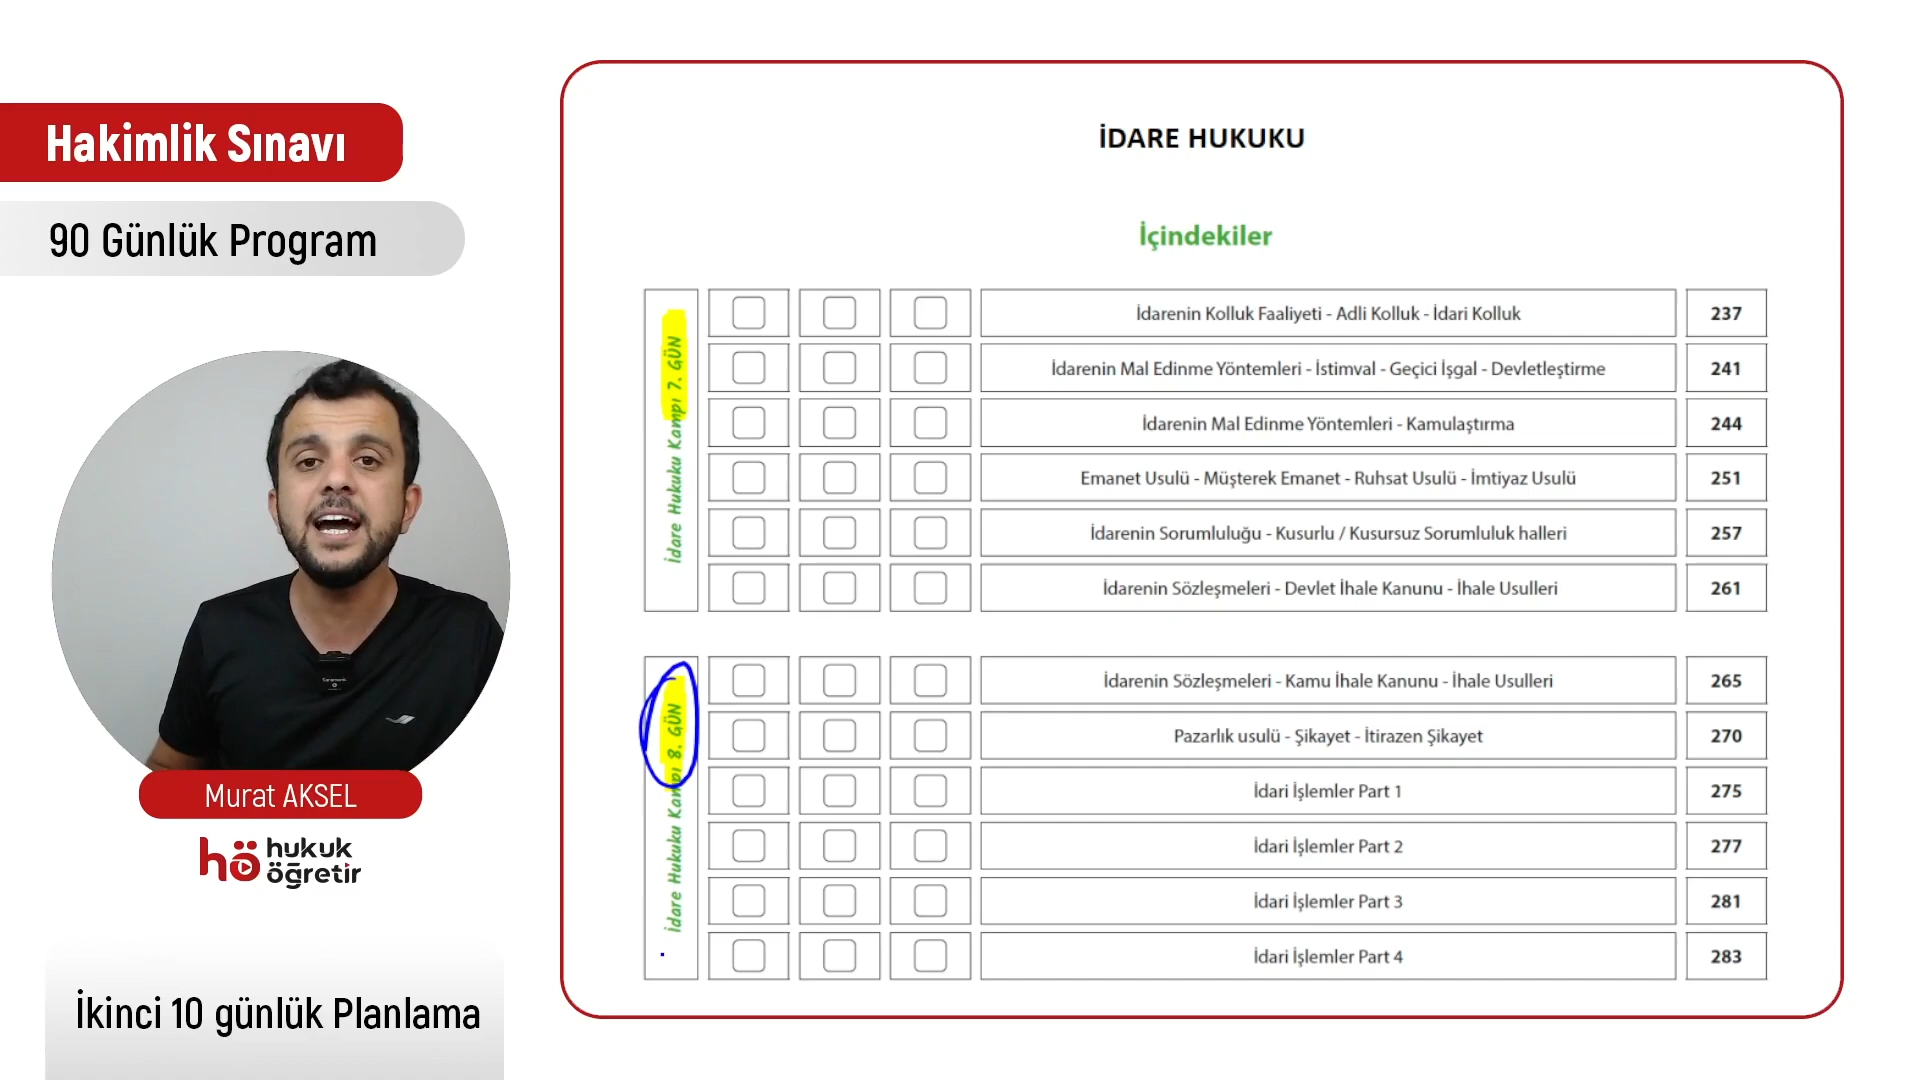 Hakimlik Sınavı
90 Günlük Program
Murat AKSEL
hö hukuk
öğretir
İkinci 10 günlük Planlama
İDARE HUKUKU
İçindekiler
İdare Hukuku Kampı 7. GÜN
İdarenin Kolluk Faaliyeti - Adli Kolluk - İdari Kolluk 237
İdarenin Mal Edinme Yöntemleri - İstimval - Geçici İşgal - Devletleştirme 241
İdarenin Mal Edinme Yöntemleri - Kamulaştırma 244
Emanet Usulü - Müşterek Emanet - Ruhsat Usulü - İmtiyaz Usulü 251
İdarenin Sorumluluğu - Kusurlu / Kusursuz Sorumluluk halleri 257
İdarenin Sözleşmeleri - Devlet İhale Kanunu - İhale Usulleri 261
İdare Hukuku Kampı 8. GÜN
İdarenin Sözleşmeleri - Kamu İhale Kanunu - İhale Usulleri 265
Pazarlık usulü - Şikayet - İtirazen Şikayet 270
İdari İşlemler Part 1 275
İdari İşlemler Part 2 277
İdari İşlemler Part 3 281
İdari İşlemler Part 4 283